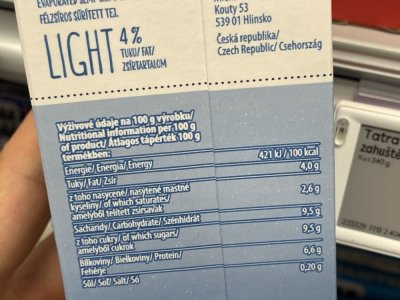 EVAPORATED SEMI-
FÉLZSÍROS SŰRÍTETT TEJ.
LIGHT 4%
TUKU/ FAT/
ZSÍRTARTALOM
Kouty 53
539 01 Hlinsko
Česká republika/
Czech Republic/ Csehország
Výživové údaje na 100 g výrobku/
Nutritional information per 100 g
of product/ Átlagos tápérték 100 g
termékben:
Energie/ Energia/ Energy 421 kJ / 100 kcal
Tuky/ Fat/ Zsír 4,0 g
z toho nasycené/ nasýtené mastné
kyseliny/ of which saturates/
amelyből telített zsírsavak 2,6 g
Sacharidy/ Carbohydrate/ Szénhidrát 9,5 g
z toho cukry/ of which sugars/
amelyből cukrok 9,5 g
Bílkoviny/ Bielkoviny/ Protein/
Fehérje 6,6 g
Sůl/ Soľ/ Salt/ Só 0,20 g
Tatra
zahuště
340 g